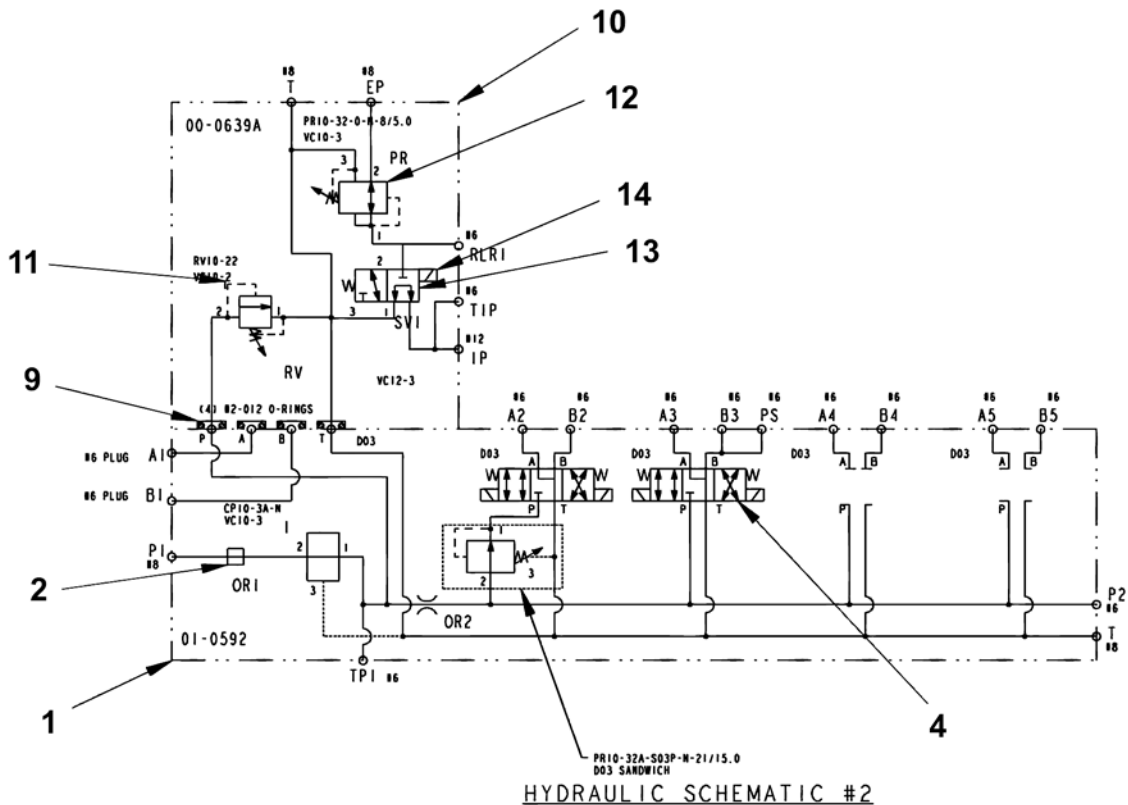 10
"8
T
"8
EP
00-0639A
PR10-32-0-N-8/5.0
VC10-3
12
3
2
PR
14
1
"6
RLR1
13
11
RV10-22
VC10-2
2
"6
TIP
2
1
3
1
SV1
"12
IP
RV
VC12-3
9
(4) "2-012 O-RINGS
P
A
B
T
D03
"6
A2
"6
B2
"6
A3
"6
B3
"6
PS
"6
A4
"6
B4
"6
A5
"6
B5
"6 PLUG
A1
D03
A
B
D03
A
B
D03
A
B
D03
A
B
"6 PLUG
B1
CP10-3A-N
VC10-3
P
T
P
T
P
P
4
1
P1
"8
2
1
2
OR1
3
1
2
3
OR2
P2
"6
01-0592
T
"8
TP1 "6
1
PR10-32A-S03P-N-21/15.0
D03 SANDWICH
HYDRAULIC SCHEMATIC #2